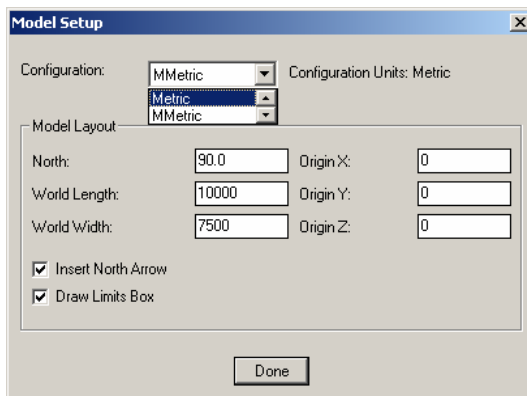 Model Setup
Configuration: MMetric Configuration Units: Metric
Metric
MMetric
Model Layout
North: 90.0 Origin X: 0
World Length: 10000 Origin Y: 0
World Width: 7500 Origin Z: 0
Insert North Arrow
Draw Limits Box
Done